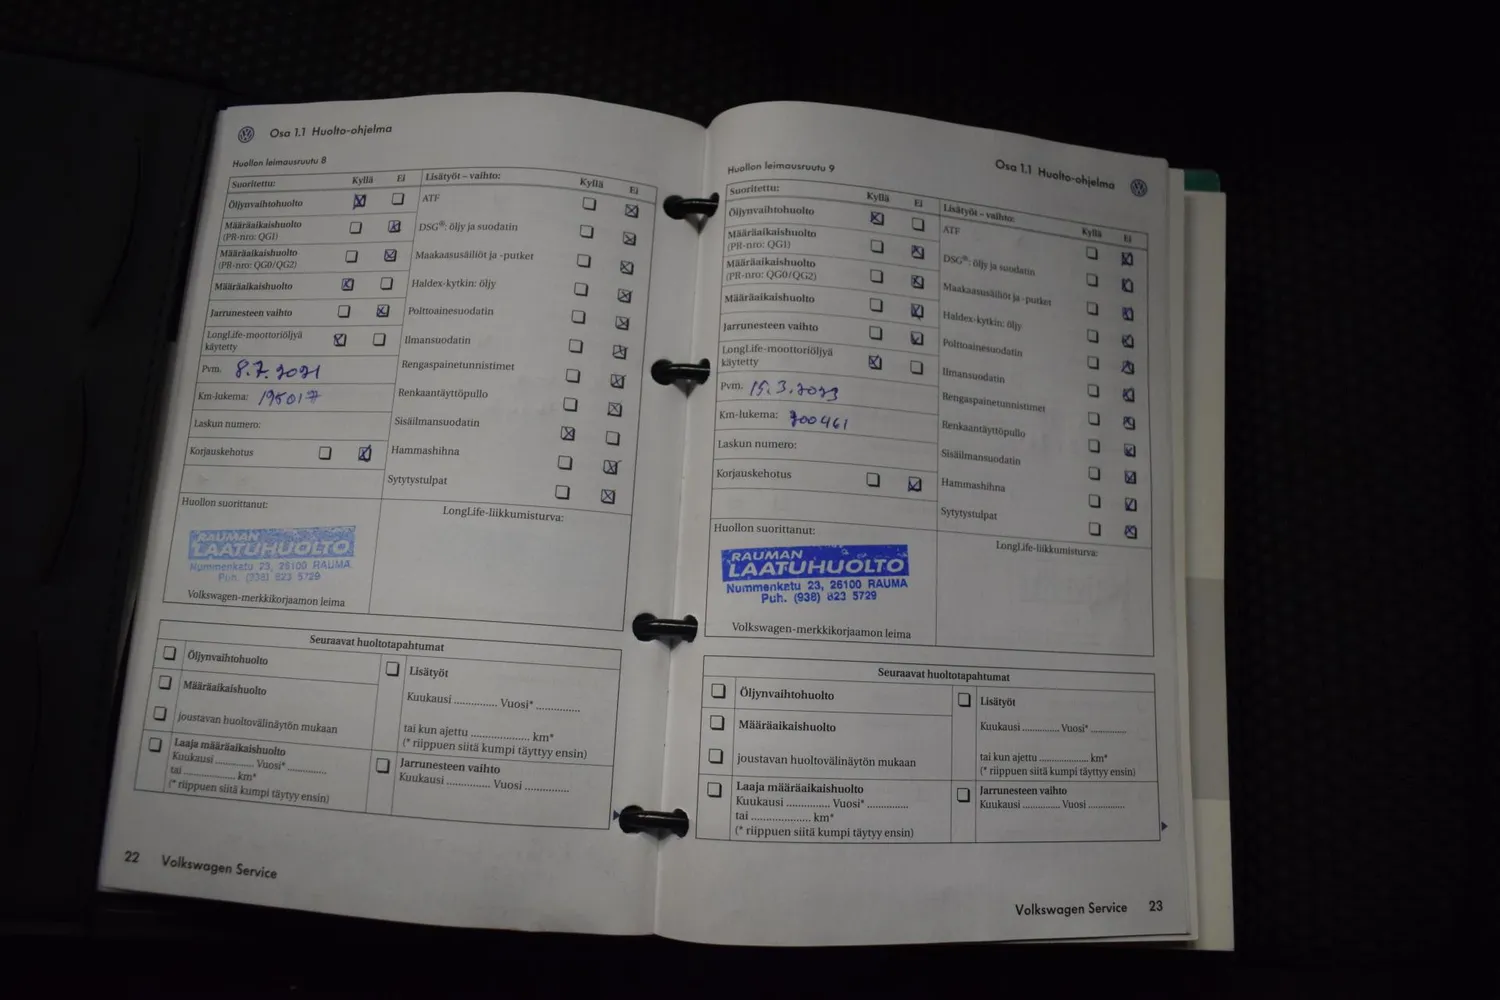 Osa 1.1 Huolto-ohjelma
Huollon leimausruutu 8
Suoritettu: Kyllä Ei
Öljynvaihtohuolto
Määräaikaishuolto
(PR-nro: QG1)
Määräaikaishuolto
(PR-nro: QG0/QG2)
Määräaikaishuolto
Jarrunesteen vaihto
LongLife-moottoriöljyä
käytetty
Pvm. 8.7.2021
Km-lukema: 195017
Laskun numero:
Korjauskehotus
Lisätyöt – vaihto: Kyllä Ei
ATF
DSG®: öljy ja suodatin
Maakaasusäiliöt ja -putket
Haldex-kytkin: öljy
Polttoainesuodatin
Ilmansuodatin
Rengaspainetunnistimet
Renkaantäyttöpullo
Sisäilmansuodatin
Hammashihna
Sytytystulpat
Huollon suorittanut:
RAUMAN
LAATUHUOLTO
Nummenkatu 23, 26100 RAUMA
Puh. (938) 823 5729
Volkswagen-merkkikorjaamon leima
LongLife-liikkumisturva:
Seuraavat huoltotapahtumat
Öljynvaihtohuolto
Määräaikaishuolto
joustavan huoltovälinäytön mukaan
Laaja määräaikaishuolto
Kuukausi .............. Vuosi* ..............
tai .................. km*
(* riippuen siitä kumpi täytyy ensin)
Lisätyöt
Kuukausi .............. Vuosi* ..............
tai kun ajettu .................. km*
(* riippuen siitä kumpi täytyy ensin)
Jarrunesteen vaihto
Kuukausi .............. Vuosi ..............
22 Volkswagen Service
Osa 1.1 Huolto-ohjelma
Huollon leimausruutu 9
Suoritettu: Kyllä Ei
Öljynvaihtohuolto
Määräaikaishuolto
(PR-nro: QG1)
Määräaikaishuolto
(PR-nro: QG0/QG2)
Määräaikaishuolto
Jarrunesteen vaihto
LongLife-moottoriöljyä
käytetty
Pvm. 15.3.2023
Km-lukema: 200461
Laskun numero:
Korjauskehotus
Lisätyöt – vaihto: Kyllä Ei
ATF
DSG®: öljy ja suodatin
Maakaasusäiliöt ja -putket
Haldex-kytkin: öljy
Polttoainesuodatin
Ilmansuodatin
Rengaspainetunnistimet
Renkaantäyttöpullo
Sisäilmansuodatin
Hammashihna
Sytytystulpat
Huollon suorittanut:
RAUMAN
LAATUHUOLTO
Nummenkatu 23, 26100 RAUMA
Puh. (938) 823 5729
Volkswagen-merkkikorjaamon leima
LongLife-liikkumisturva:
Seuraavat huoltotapahtumat
Öljynvaihtohuolto
Määräaikaishuolto
joustavan huoltovälinäytön mukaan
Laaja määräaikaishuolto
Kuukausi .............. Vuosi* ..............
tai .................. km*
(* riippuen siitä kumpi täytyy ensin)
Lisätyöt
Kuukausi .............. Vuosi* ..............
tai kun ajettu .................. km*
(* riippuen siitä kumpi täytyy ensin)
Jarrunesteen vaihto
Kuukausi .............. Vuosi ..............
Volkswagen Service 23